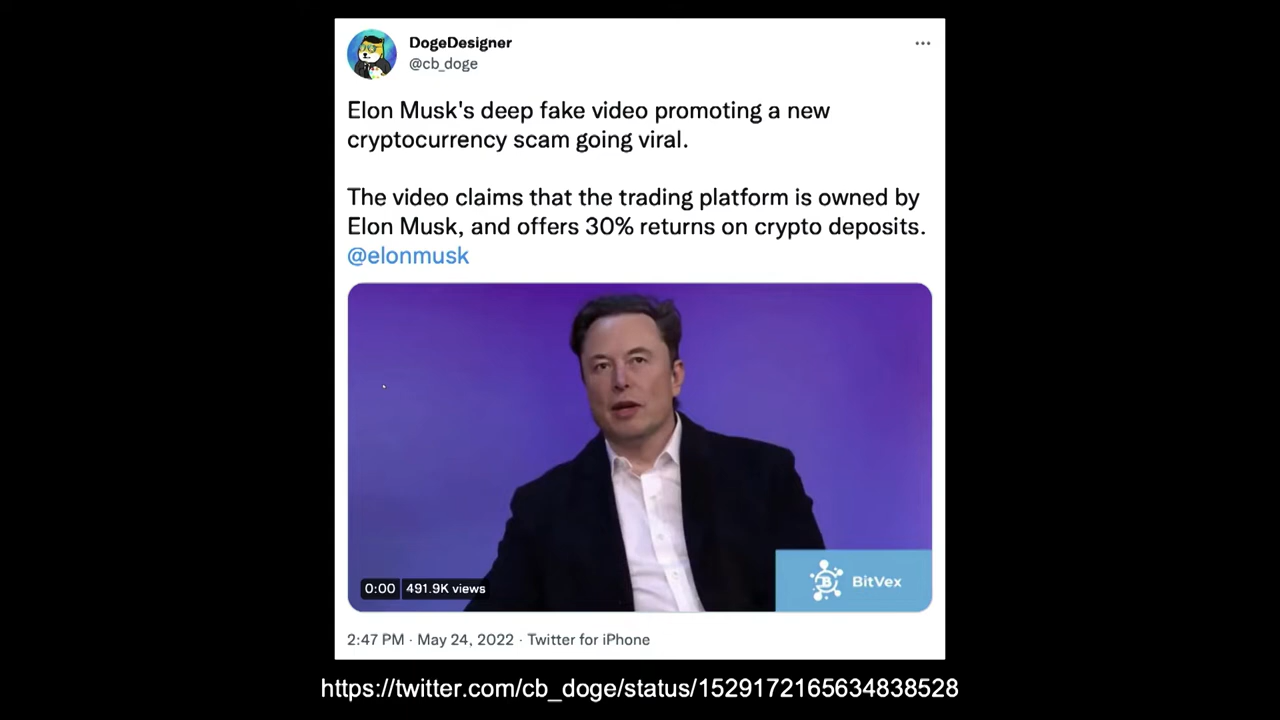 DogeDesigner
@cb_doge
Elon Musk's deep fake video promoting a new
cryptocurrency scam going viral.
The video claims that the trading platform is owned by
Elon Musk, and offers 30% returns on crypto deposits.
@elonmusk
0:00 491.9K views
B BitVex
2:47 PM · May 24, 2022 · Twitter for iPhone
https://twitter.com/cb_doge/status/1529172165634838528